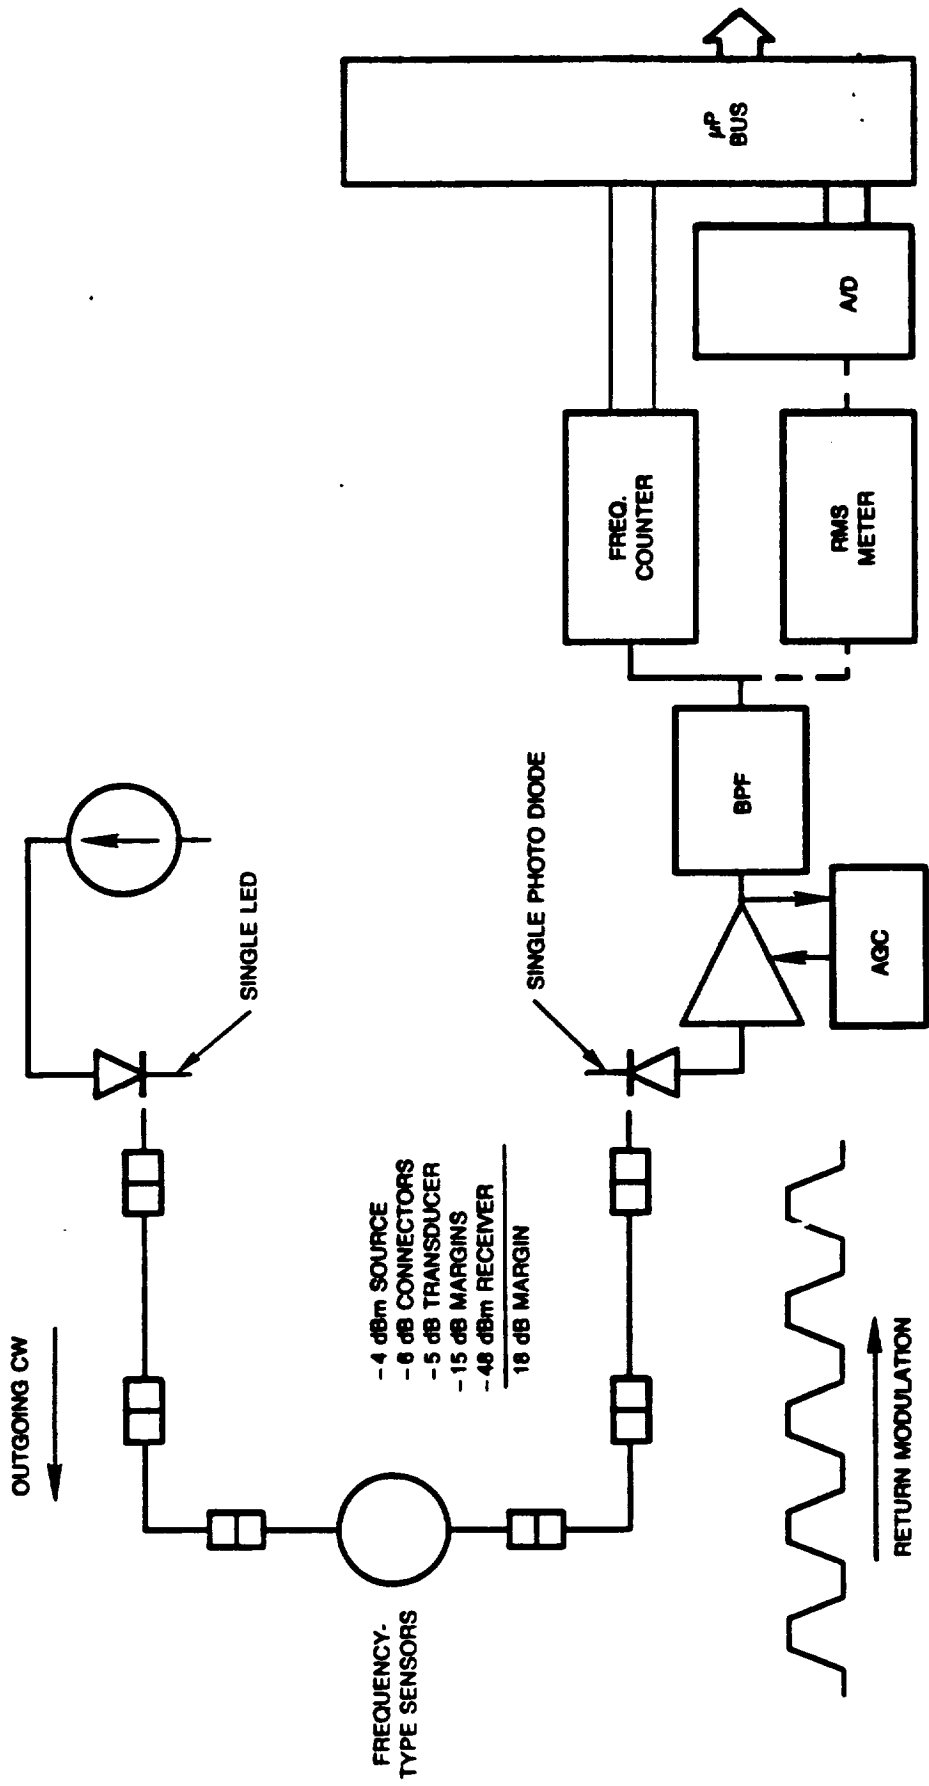 OUTGOING CW
SINGLE LED
FREQUENCY-
TYPE SENSORS
-4 dBm SOURCE
-6 dB CONNECTORS
-5 dB TRANSDUCER
-15 dB MARGINS
-48 dBm RECEIVER
18 dB MARGIN
SINGLE PHOTO DIODE
RETURN MODULATION
AGC
BPF
FREQ.
COUNTER
RMS
METER
A/D
μP
BUS